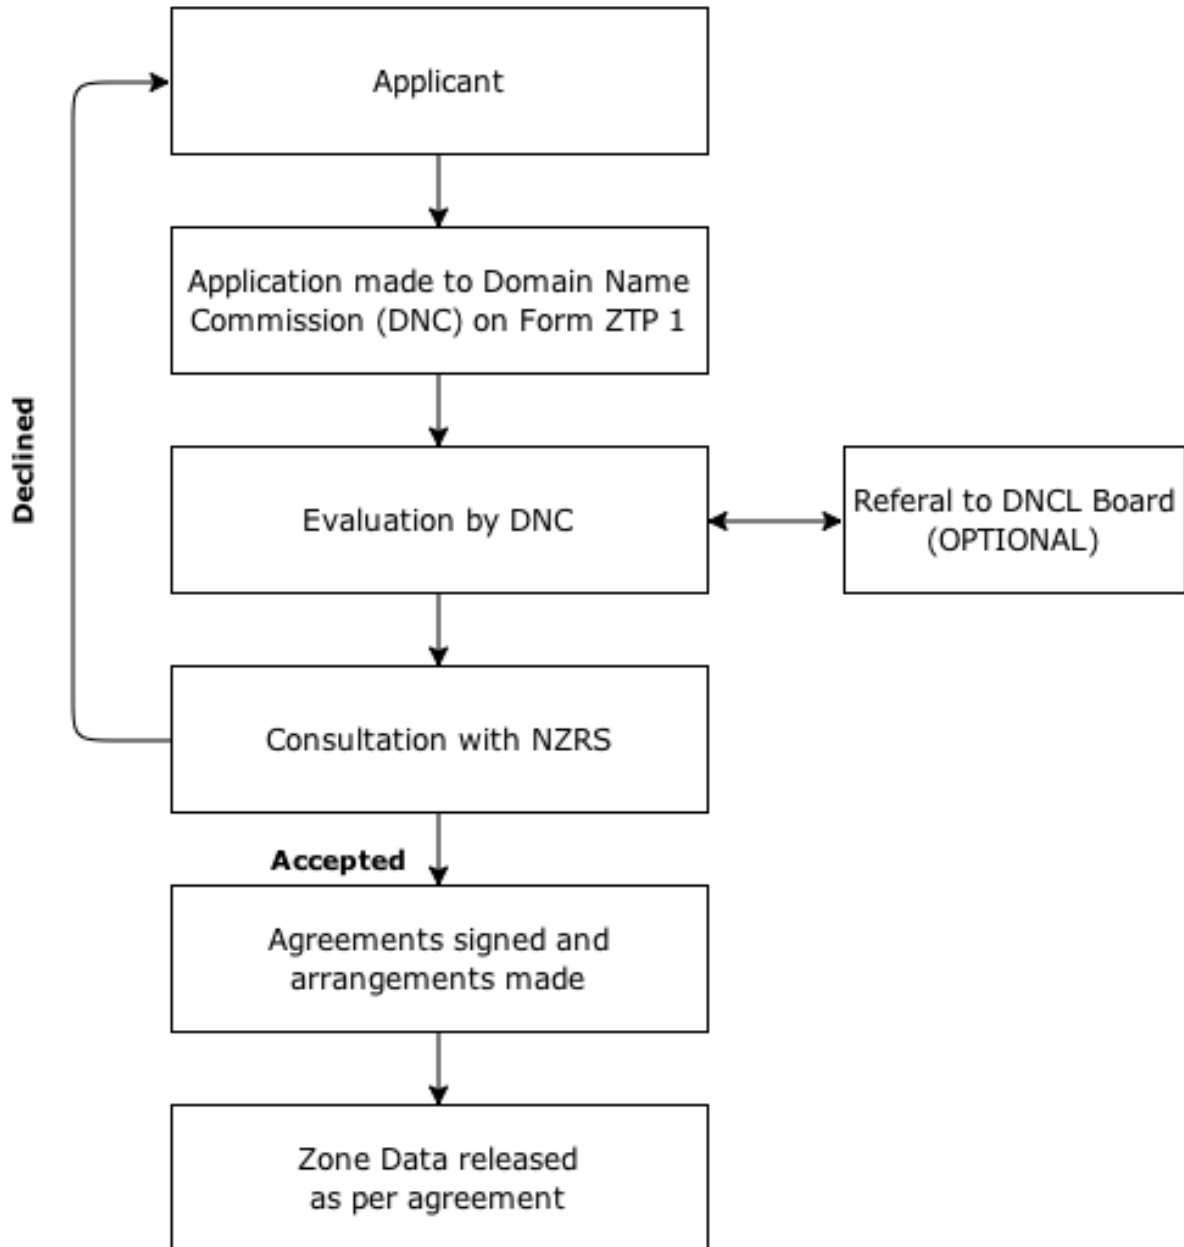 Applicant
Application made to Domain Name
Commission (DNC) on Form ZTP 1
Declined
Evaluation by DNC
Referal to DNCL Board
(OPTIONAL)
Consultation with NZRS
Accepted
Agreements signed and
arrangements made
Zone Data released
as per agreement